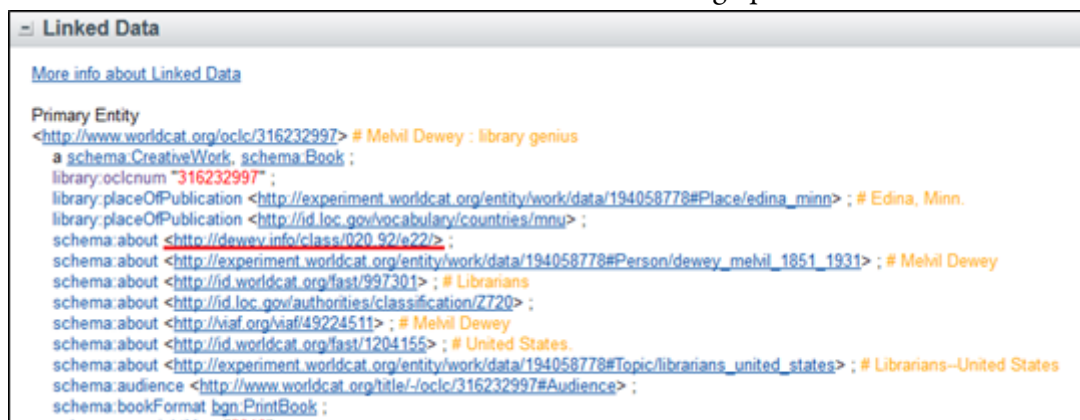 Linked Data
More info about Linked Data
Primary Entity
<http://www.worldcat.org/oclc/316232997> # Melvil Dewey : library genius
a schema:CreativeWork, schema:Book ;
library:oclcnum "316232997" ;
library:placeOfPublication <http://experiment.worldcat.org/entity/work/data/194058778#Place/edina_minn> ; # Edina, Minn.
library:placeOfPublication <http://id.loc.gov/vocabulary/countries/mnu> ;
schema:about <http://dewey.info/class/020.92/e22/> ;
schema:about <http://experiment.worldcat.org/entity/work/data/194058778#Person/dewey_melvil_1851_1931> ; # Melvil Dewey
schema:about <http://id.worldcat.org/fast/997301> ; # Librarians
schema:about <http://id.loc.gov/authorities/classification/Z720> ;
schema:about <http://viaf.org/viaf/49224511> ; # Melvil Dewey
schema:about <http://id.worldcat.org/fast/1204155> ; # United States.
schema:about <http://experiment.worldcat.org/entity/work/data/194058778#Topic/librarians_united_states> ; # Librarians--United States
schema:audience <http://www.worldcat.org/title/-/oclc/316232997#Audience> ;
schema:bookFormat bgn:PrintBook ;